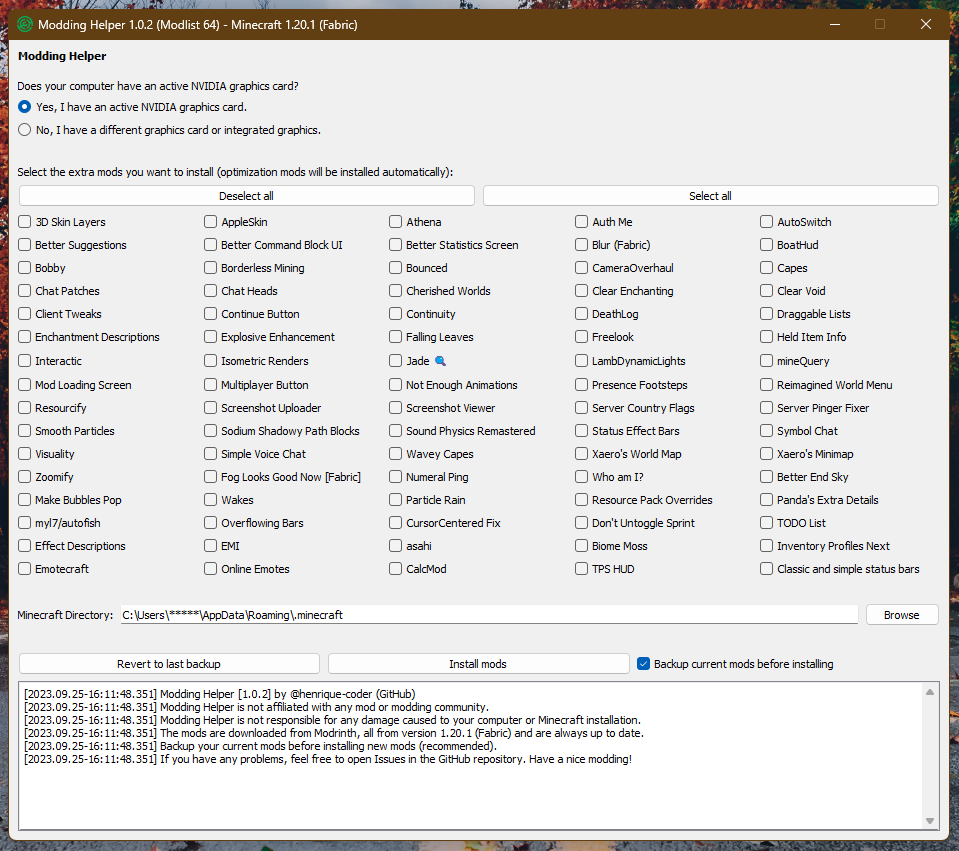 Modding Helper 1.0.2 (Modlist 64) - Minecraft 1.20.1 (Fabric)
Modding Helper
Does your computer have an active NVIDIA graphics card?
Yes, I have an active NVIDIA graphics card.
No, I have a different graphics card or integrated graphics.
Select the extra mods you want to install (optimization mods will be installed automatically):
Deselect all Select all
3D Skin Layers AppleSkin Athena Auth Me AutoSwitch
Better Suggestions Better Command Block UI Better Statistics Screen Blur (Fabric) BoatHud
Bobby Borderless Mining Bounced CameraOverhaul Capes
Chat Patches Chat Heads Cherished Worlds Clear Enchanting Clear Void
Client Tweaks Continue Button Continuity DeathLog Draggable Lists
Enchantment Descriptions Explosive Enhancement Falling Leaves Freelook Held Item Info
Interactic Isometric Renders Jade 🔍 LambDynamicLights mineQuery
Mod Loading Screen Multiplayer Button Not Enough Animations Presence Footsteps Reimagined World Menu
Resourcify Screenshot Uploader Screenshot Viewer Server Country Flags Server Pinger Fixer
Smooth Particles Sodium Shadowy Path Blocks Sound Physics Remastered Status Effect Bars Symbol Chat
Visuality Simple Voice Chat Wavey Capes Xaero's World Map Xaero's Minimap
Zoomify Fog Looks Good Now [Fabric] Numeral Ping Who am I? Better End Sky
Make Bubbles Pop Wakes Particle Rain Resource Pack Overrides Panda's Extra Details
myl7/autofish Overflowing Bars CursorCentered Fix Don't Untoggle Sprint TODO List
Effect Descriptions EMI asahi Biome Moss Inventory Profiles Next
Emotecraft Online Emotes CalcMod TPS HUD Classic and simple status bars
Minecraft Directory: C:\Users\*****\AppData\Roaming\.minecraft Browse
Revert to last backup Install mods Backup current mods before installing
[2023.09.25-16:11:48.351] Modding Helper [1.0.2] by @henrique-coder (GitHub)
[2023.09.25-16:11:48.351] Modding Helper is not affiliated with any mod or modding community.
[2023.09.25-16:11:48.351] Modding Helper is not responsible for any damage caused to your computer or Minecraft installation.
[2023.09.25-16:11:48.351] The mods are downloaded from Modrinth, all from version 1.20.1 (Fabric) and are always up to date.
[2023.09.25-16:11:48.351] Backup your current mods before installing new mods (recommended).
[2023.09.25-16:11:48.351] If you have any problems, feel free to open Issues in the GitHub repository. Have a nice modding!